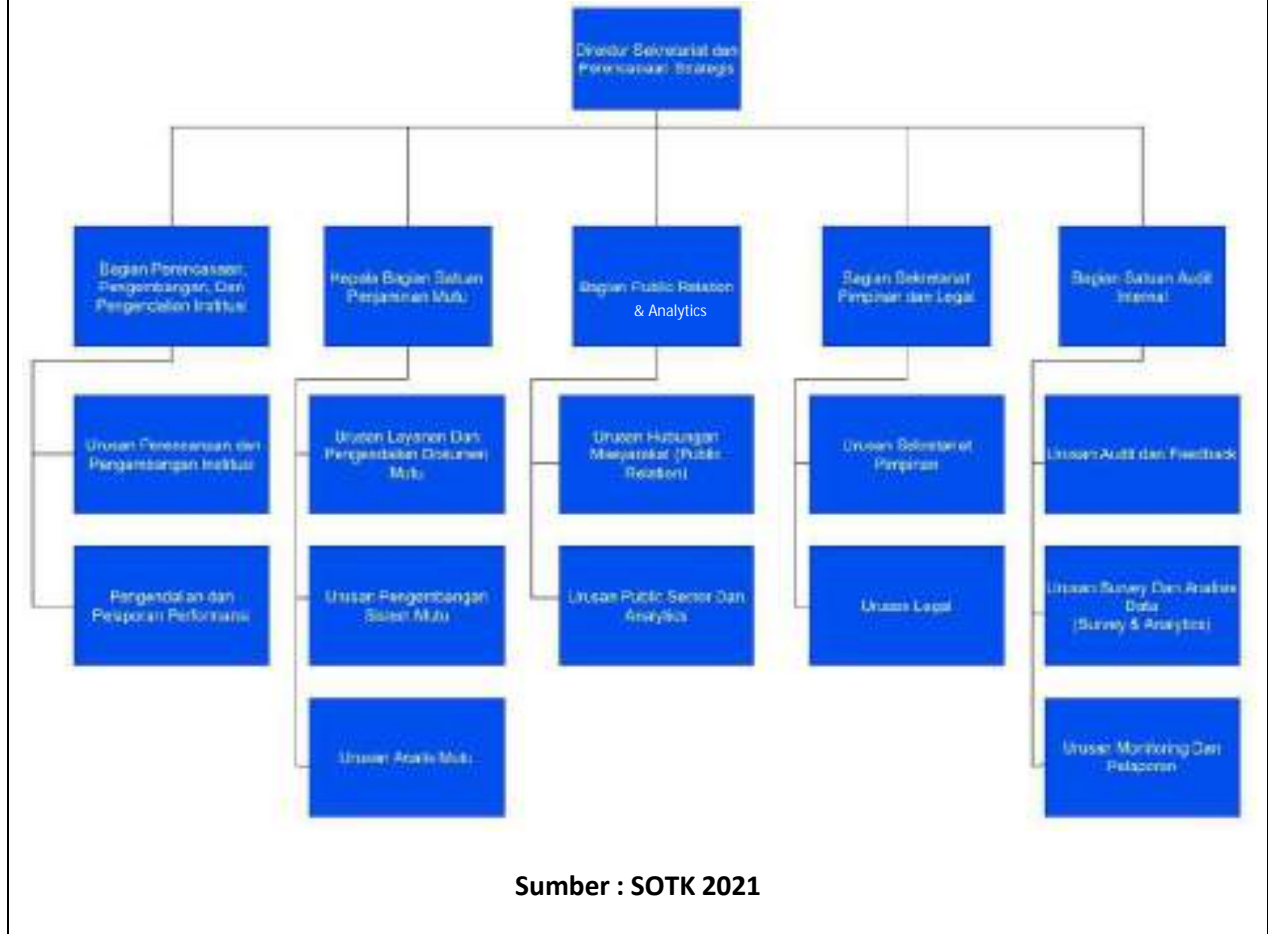 Direktur Sekretariat dan
Perencanaan Strategis
Bagian Perencanaan,
Pengembangan, Dan
Pengendalian Institusi
Kepala Bagian Satuan
Penjaminan Mutu
Bagian Public Relation
& Analytics
Bagian Sekretariat
Pimpinan dan Legal
Bagian Satuan Audit
Internal
Urusan Perencanaan dan
Pengembangan Institusi
Urusan Layanan Dan
Pengendalian Dokumen
Mutu
Urusan Hubungan
Masyarakat (Public
Relation)
Urusan Sekretariat
Pimpinan
Urusan Audit dan Feedback
Pengendalian dan
Pelaporan Performansi
Urusan Pengembangan
Sistem Mutu
Urusan Public Sentor Dan
Analytics
Urusan Legal
Urusan Survey Dan Analisis
Data
(Survey & Analytics)
Urusan Mutu
Urusan Monitoring Dan
Pelaporan
Sumber : SOTK 2021